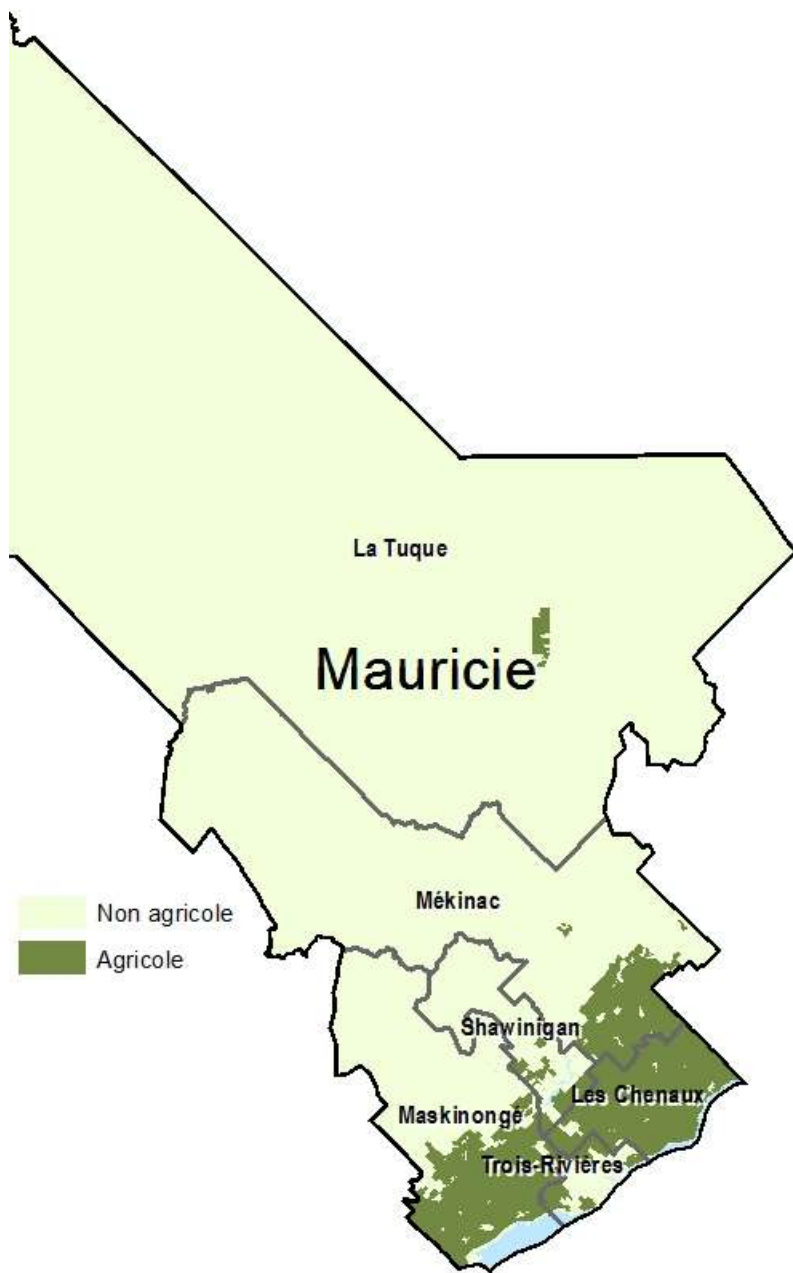 La Tuque
Mauricie
Mékinac
Non agricole
Agricole
Shawinigan
Les Chenaux
Maskinongé
Trois-Rivières